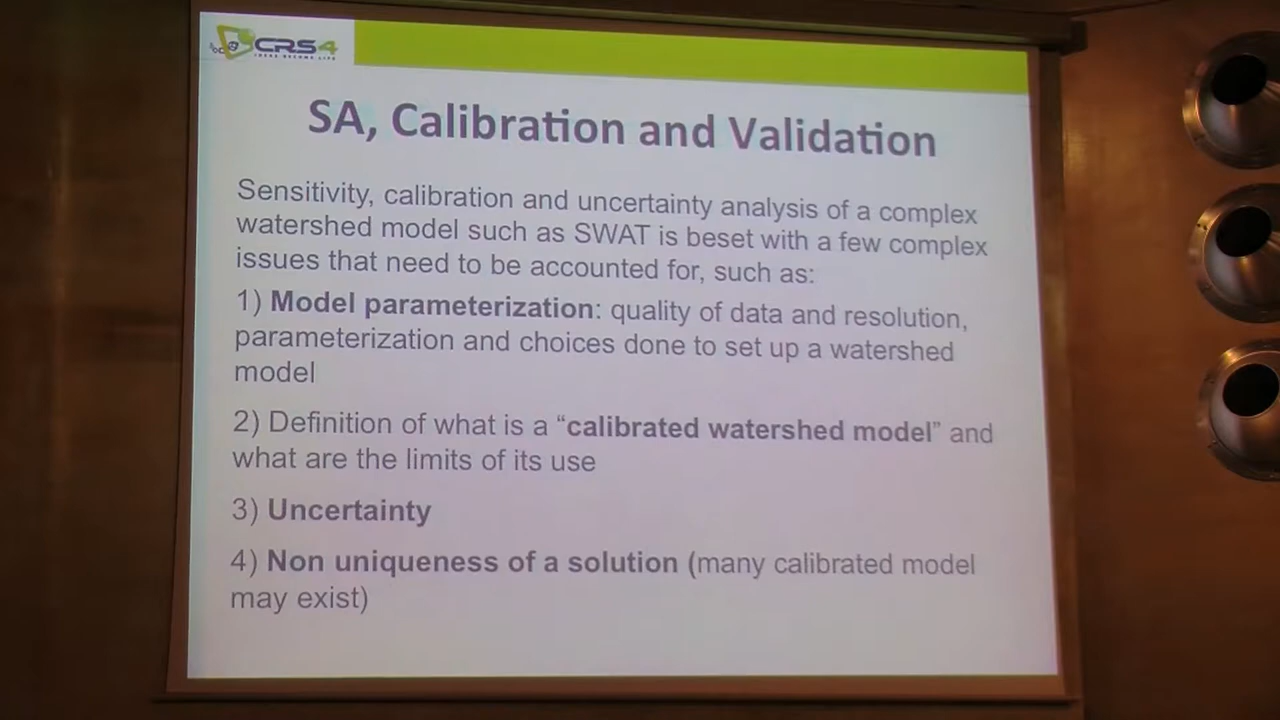 CRS4
SA, Calibration and Validation
Sensitivity, calibration and uncertainty analysis of a complex
watershed model such as SWAT is beset with a few complex
issues that need to be accounted for, such as:
1) Model parameterization: quality of data and resolution,
parameterization and choices done to set up a watershed
model
2) Definition of what is a “calibrated watershed model” and
what are the limits of its use
3) Uncertainty
4) Non uniqueness of a solution (many calibrated model
may exist)